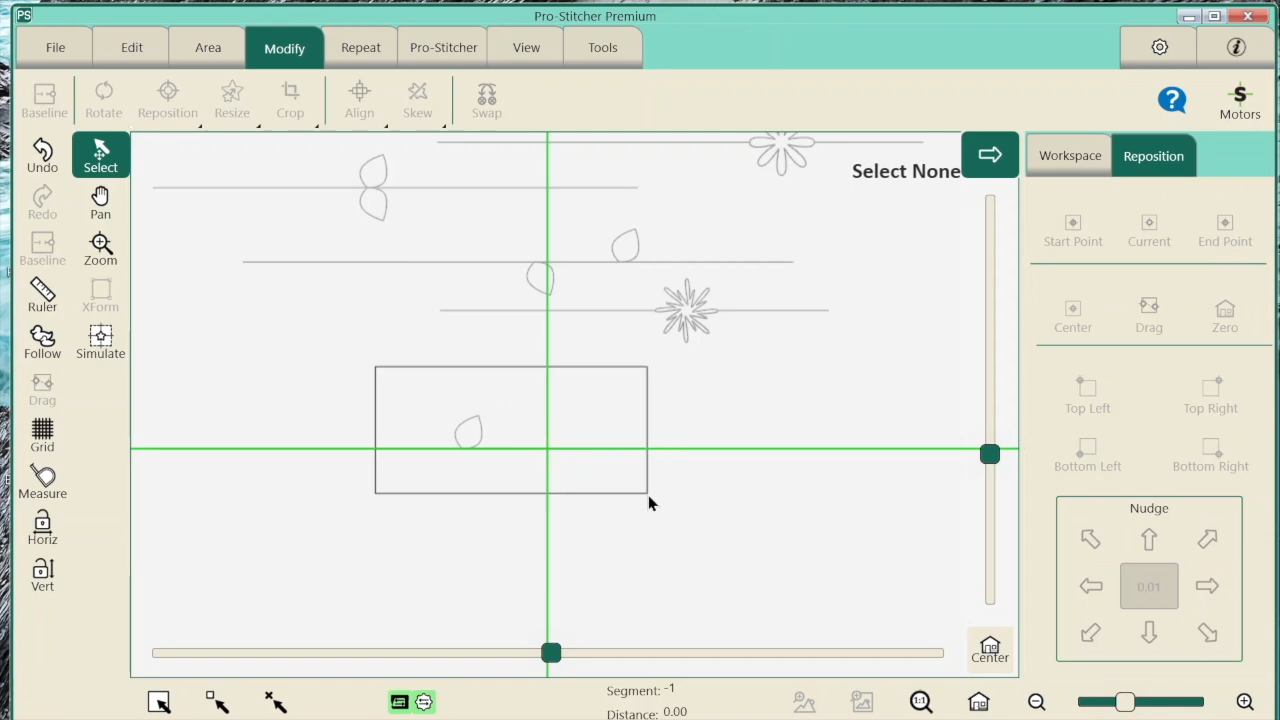 PS
Pro-Stitcher Premium
File Edit Area Modify Repeat Pro-Stitcher View Tools
Baseline Rotate Reposition Resize Crop Align Skew Swap
S
Motors
Undo Select
Redo Pan
Baseline Zoom
Ruler XForm
Follow Simulate
Drag
Grid
Measure
Horiz
Vert
Select None
Center
Workspace Reposition
Start Point Current End Point
Center Drag Zero
Top Left Top Right
Bottom Left Bottom Right
Nudge
0.01
Segment: -1
Distance: 0.00
1:1